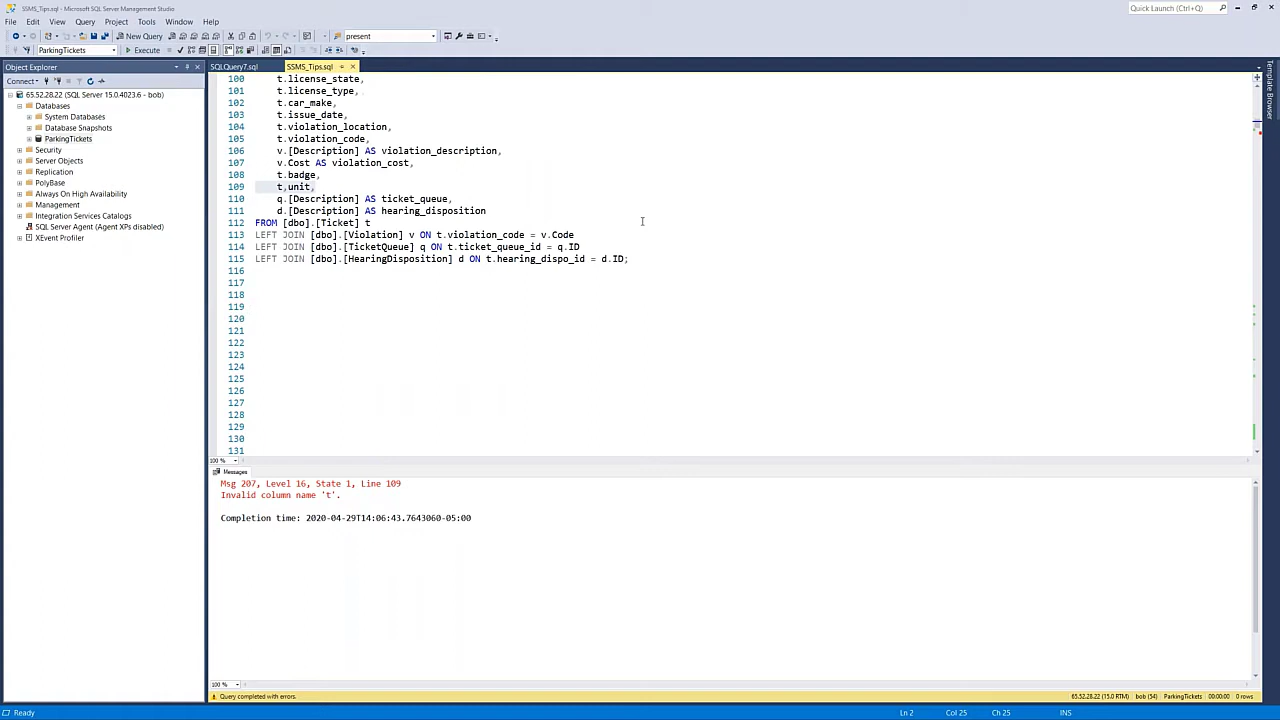 SSMS_Tips.sql - Microsoft SQL Server Management Studio
Quick Launch (Ctrl+Q)
File Edit View Query Project Tools Window Help
New Query
present
ParkingTickets
Execute
Object Explorer
SQLQuery7.sql
SSMS_Tips.sql
Template Browser
Connect
65.52.28.22 (SQL Server 15.0.4023.6 - bob)
Databases
System Databases
Database Snapshots
ParkingTickets
Security
Server Objects
Replication
PolyBase
Always On High Availability
Management
Integration Services Catalogs
SQL Server Agent (Agent XPs disabled)
XEvent Profiler
100 t.license_state,
101 t.license_type,
102 t.car_make,
103 t.issue_date,
104 t.violation_location,
105 t.violation_code,
106 v.[Description] AS violation_description,
107 v.Cost AS violation_cost,
108 t.badge,
109 t,unit,
110 q.[Description] AS ticket_queue,
111 d.[Description] AS hearing_disposition
112 FROM [dbo].[Ticket] t
113 LEFT JOIN [dbo].[Violation] v ON t.violation_code = v.Code
114 LEFT JOIN [dbo].[TicketQueue] q ON t.ticket_queue_id = q.ID
115 LEFT JOIN [dbo].[HearingDisposition] d ON t.hearing_dispo_id = d.ID;
116
117
118
119
120
121
122
123
124
125
126
127
128
129
130
131
100 %
Messages
Msg 207, Level 16, State 1, Line 109
Invalid column name 't'.
Completion time: 2020-04-29T14:06:43.7643060-05:00
100 %
Query completed with errors.
65.52.28.22 (15.0 RTM) bob (54) ParkingTickets 00:00:00 0 rows
Ready
Ln 2 Col 25 Ch 25 INS